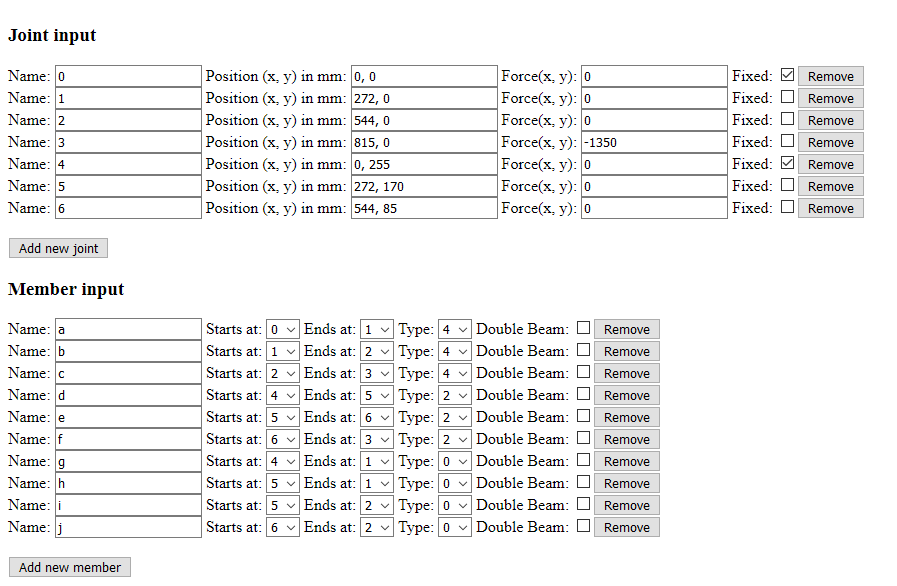 Joint input
Name: 0 Position (x, y) in mm: 0, 0 Force(x, y): 0 Fixed: Remove
Name: 1 Position (x, y) in mm: 272, 0 Force(x, y): 0 Fixed: Remove
Name: 2 Position (x, y) in mm: 544, 0 Force(x, y): 0 Fixed: Remove
Name: 3 Position (x, y) in mm: 815, 0 Force(x, y): -1350 Fixed: Remove
Name: 4 Position (x, y) in mm: 0, 255 Force(x, y): 0 Fixed: Remove
Name: 5 Position (x, y) in mm: 272, 170 Force(x, y): 0 Fixed: Remove
Name: 6 Position (x, y) in mm: 544, 85 Force(x, y): 0 Fixed: Remove
Add new joint
Member input
Name: a Starts at: 0 Ends at: 1 Type: 4 Double Beam: Remove
Name: b Starts at: 1 Ends at: 2 Type: 4 Double Beam: Remove
Name: c Starts at: 2 Ends at: 3 Type: 4 Double Beam: Remove
Name: d Starts at: 4 Ends at: 5 Type: 2 Double Beam: Remove
Name: e Starts at: 5 Ends at: 6 Type: 2 Double Beam: Remove
Name: f Starts at: 6 Ends at: 3 Type: 2 Double Beam: Remove
Name: g Starts at: 4 Ends at: 1 Type: 0 Double Beam: Remove
Name: h Starts at: 5 Ends at: 1 Type: 0 Double Beam: Remove
Name: i Starts at: 5 Ends at: 2 Type: 0 Double Beam: Remove
Name: j Starts at: 6 Ends at: 2 Type: 0 Double Beam: Remove
Add new member